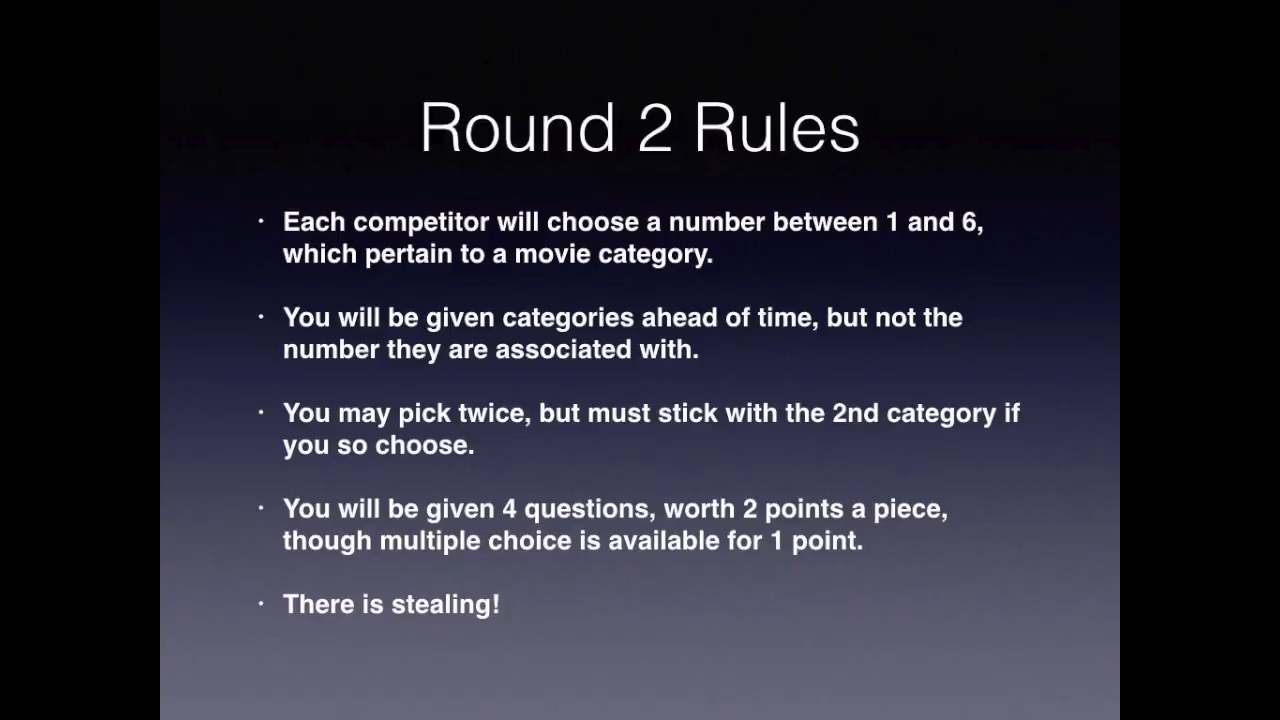 Round 2 Rules
• Each competitor will choose a number between 1 and 6,
which pertain to a movie category.
• You will be given categories ahead of time, but not the
number they are associated with.
• You may pick twice, but must stick with the 2nd category if
you so choose.
• You will be given 4 questions, worth 2 points a piece,
though multiple choice is available for 1 point.
• There is stealing!